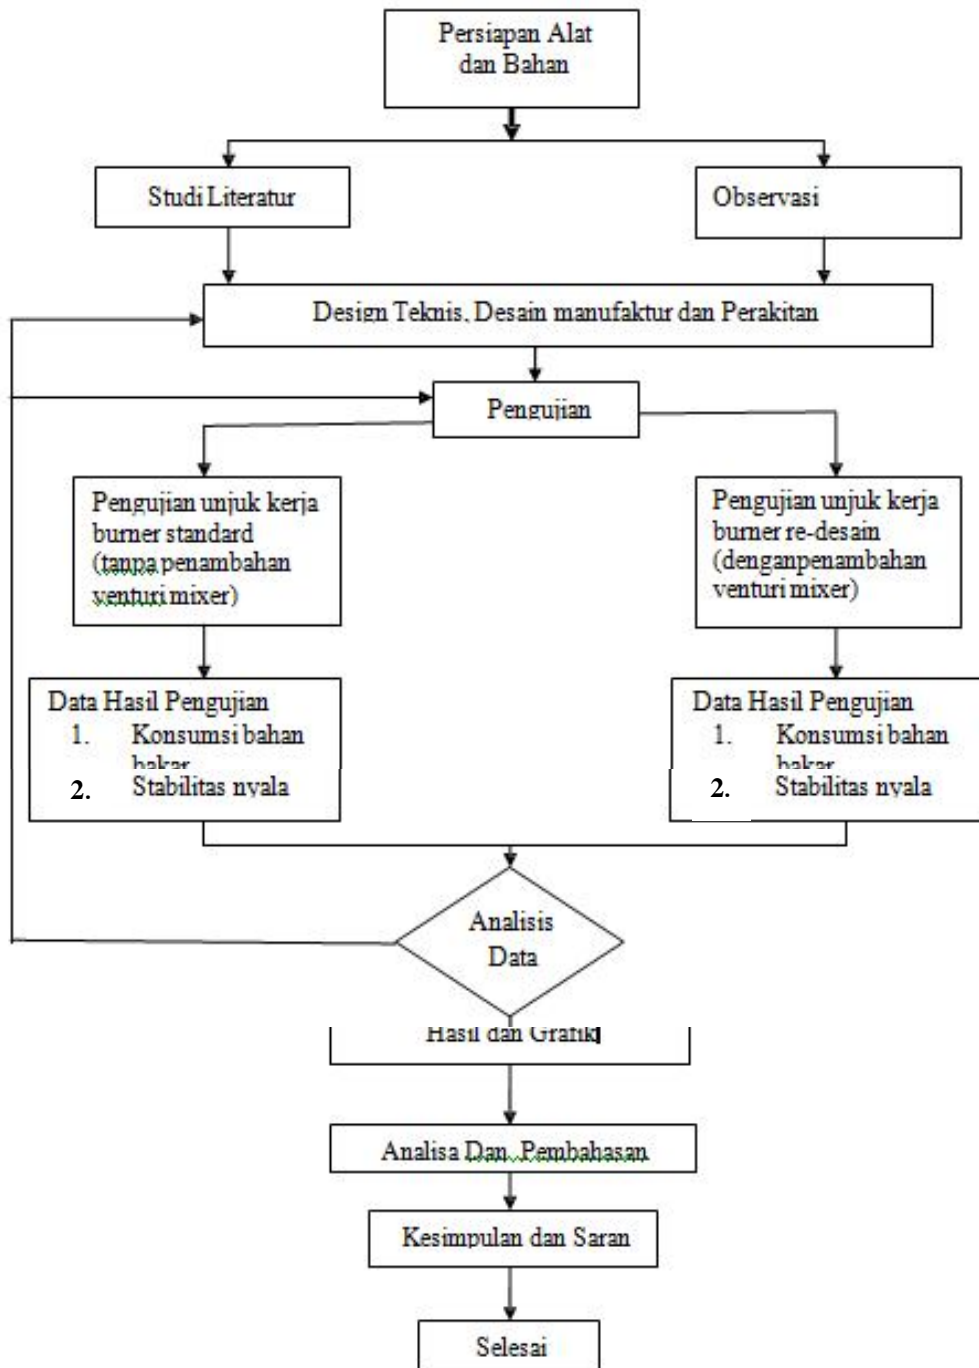 Persiapan Alat
dan Bahan
Studi Literatur
Observasi
Design Teknis, Desain manufaktur dan Perakitan
Pengujian
Pengujian unjuk kerja
burner standard
(tanpa penambahan
venturi mixer)
Pengujian unjuk kerja
burner re-desain
(denganpenambahan
venturi mixer)
Data Hasil Pengujian
1. Konsumsi bahan
bakar
2. Stabilitas nyala
Data Hasil Pengujian
1. Konsumsi bahan
bakar
2. Stabilitas nyala
Analisis
Data
Hasil dan Grafik
Analisa Dan Pembahasan
Kesimpulan dan Saran
Selesai